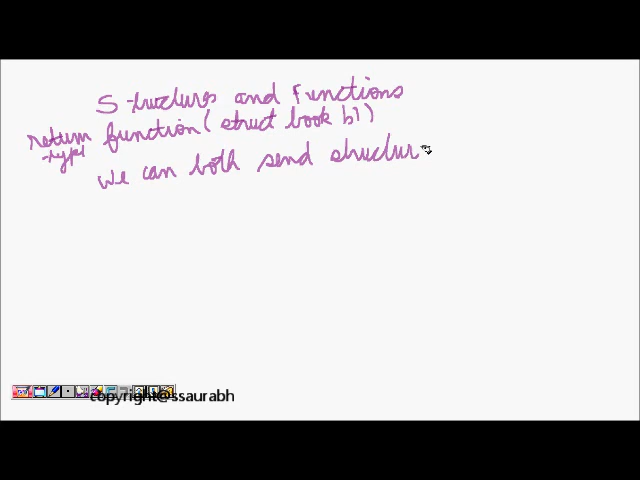 Structures and Functions
return function( struct book b1)
-type
We can both send structur
copyright@ssaurabh